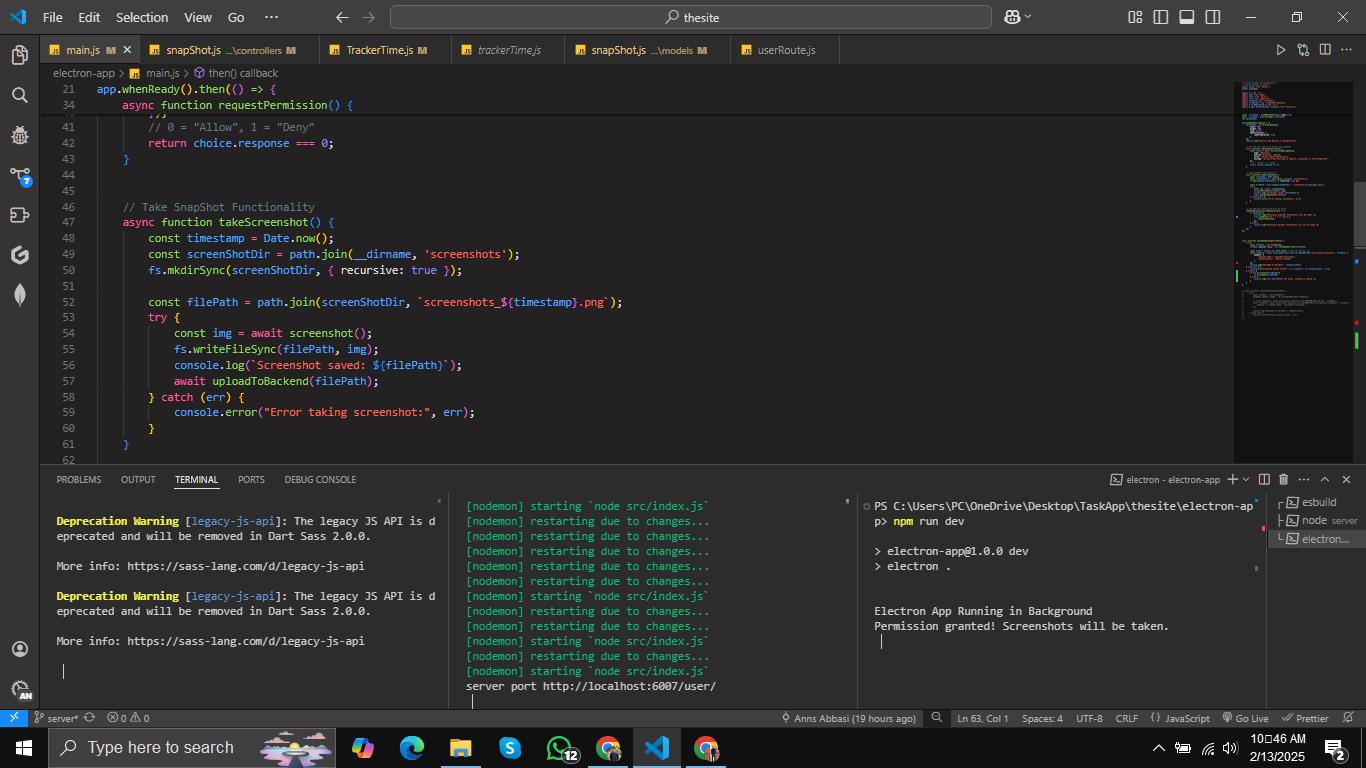 File Edit Selection View Go ··· thesite
main.js M
snapShot.js ...\controllers M
TrackerTime.js M
trackerTime.js
snapShot.js ...\models M
userRoute.js
electron-app > main.js > then() callback
21 app.whenReady().then(() => {
34 async function requestPermission() {
41 // 0 = "Allow", 1 = "Deny"
42 return choice.response === 0;
43 }
44
45
46 // Take SnapShot Functionality
47 async function takeScreenshot() {
48 const timestamp = Date.now();
49 const screenShotDir = path.join(__dirname, 'screenshots');
50 fs.mkdirSync(screenShotDir, { recursive: true });
51
52 const filePath = path.join(screenShotDir, `screenshots_${timestamp}.png`);
53 try {
54 const img = await screenshot();
55 fs.writeFileSync(filePath, img);
56 console.log(`Screenshot saved: ${filePath}`);
57 await uploadToBackend(filePath);
58 } catch (err) {
59 console.error("Error taking screenshot:", err);
60 }
61 }
62
PROBLEMS OUTPUT TERMINAL PORTS DEBUG CONSOLE
electron - electron-app
Deprecation Warning [legacy-js-api]: The legacy JS API is d
eprecated and will be removed in Dart Sass 2.0.0.
More info: https://sass-lang.com/d/legacy-js-api
Deprecation Warning [legacy-js-api]: The legacy JS API is d
eprecated and will be removed in Dart Sass 2.0.0.
More info: https://sass-lang.com/d/legacy-js-api
[nodemon] starting `node src/index.js`
[nodemon] restarting due to changes...
[nodemon] restarting due to changes...
[nodemon] restarting due to changes...
[nodemon] restarting due to changes...
[nodemon] restarting due to changes...
[nodemon] starting `node src/index.js`
[nodemon] restarting due to changes...
[nodemon] restarting due to changes...
[nodemon] starting `node src/index.js`
[nodemon] restarting due to changes...
[nodemon] starting `node src/index.js`
server port http://localhost:6007/user/
PS C:\Users\PC\OneDrive\Desktop\TaskApp\thesite\electron-ap
p> npm run dev
> electron-app@1.0.0 dev
> electron .
Electron App Running in Background
Permission granted! Screenshots will be taken.
esbuild
node server
electron...
7
AN
server* 0 0 Anns Abbasi (19 hours ago) Ln 63, Col 1 Spaces: 4 UTF-8 CRLF {} JavaScript Go Live Prettier
Type here to search
12
10□46 AM
2/13/2025
2